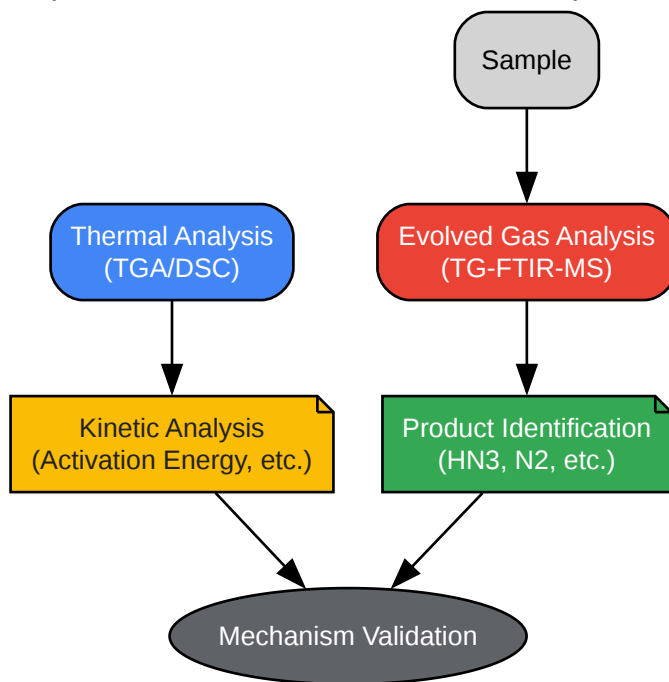 Sample
Thermal Analysis
(TGA/DSC)
Evolved Gas Analysis
(TG-FTIR-MS)
Kinetic Analysis
(Activation Energy, etc.)
Product Identification
(HN3, N2, etc.)
Mechanism Validation